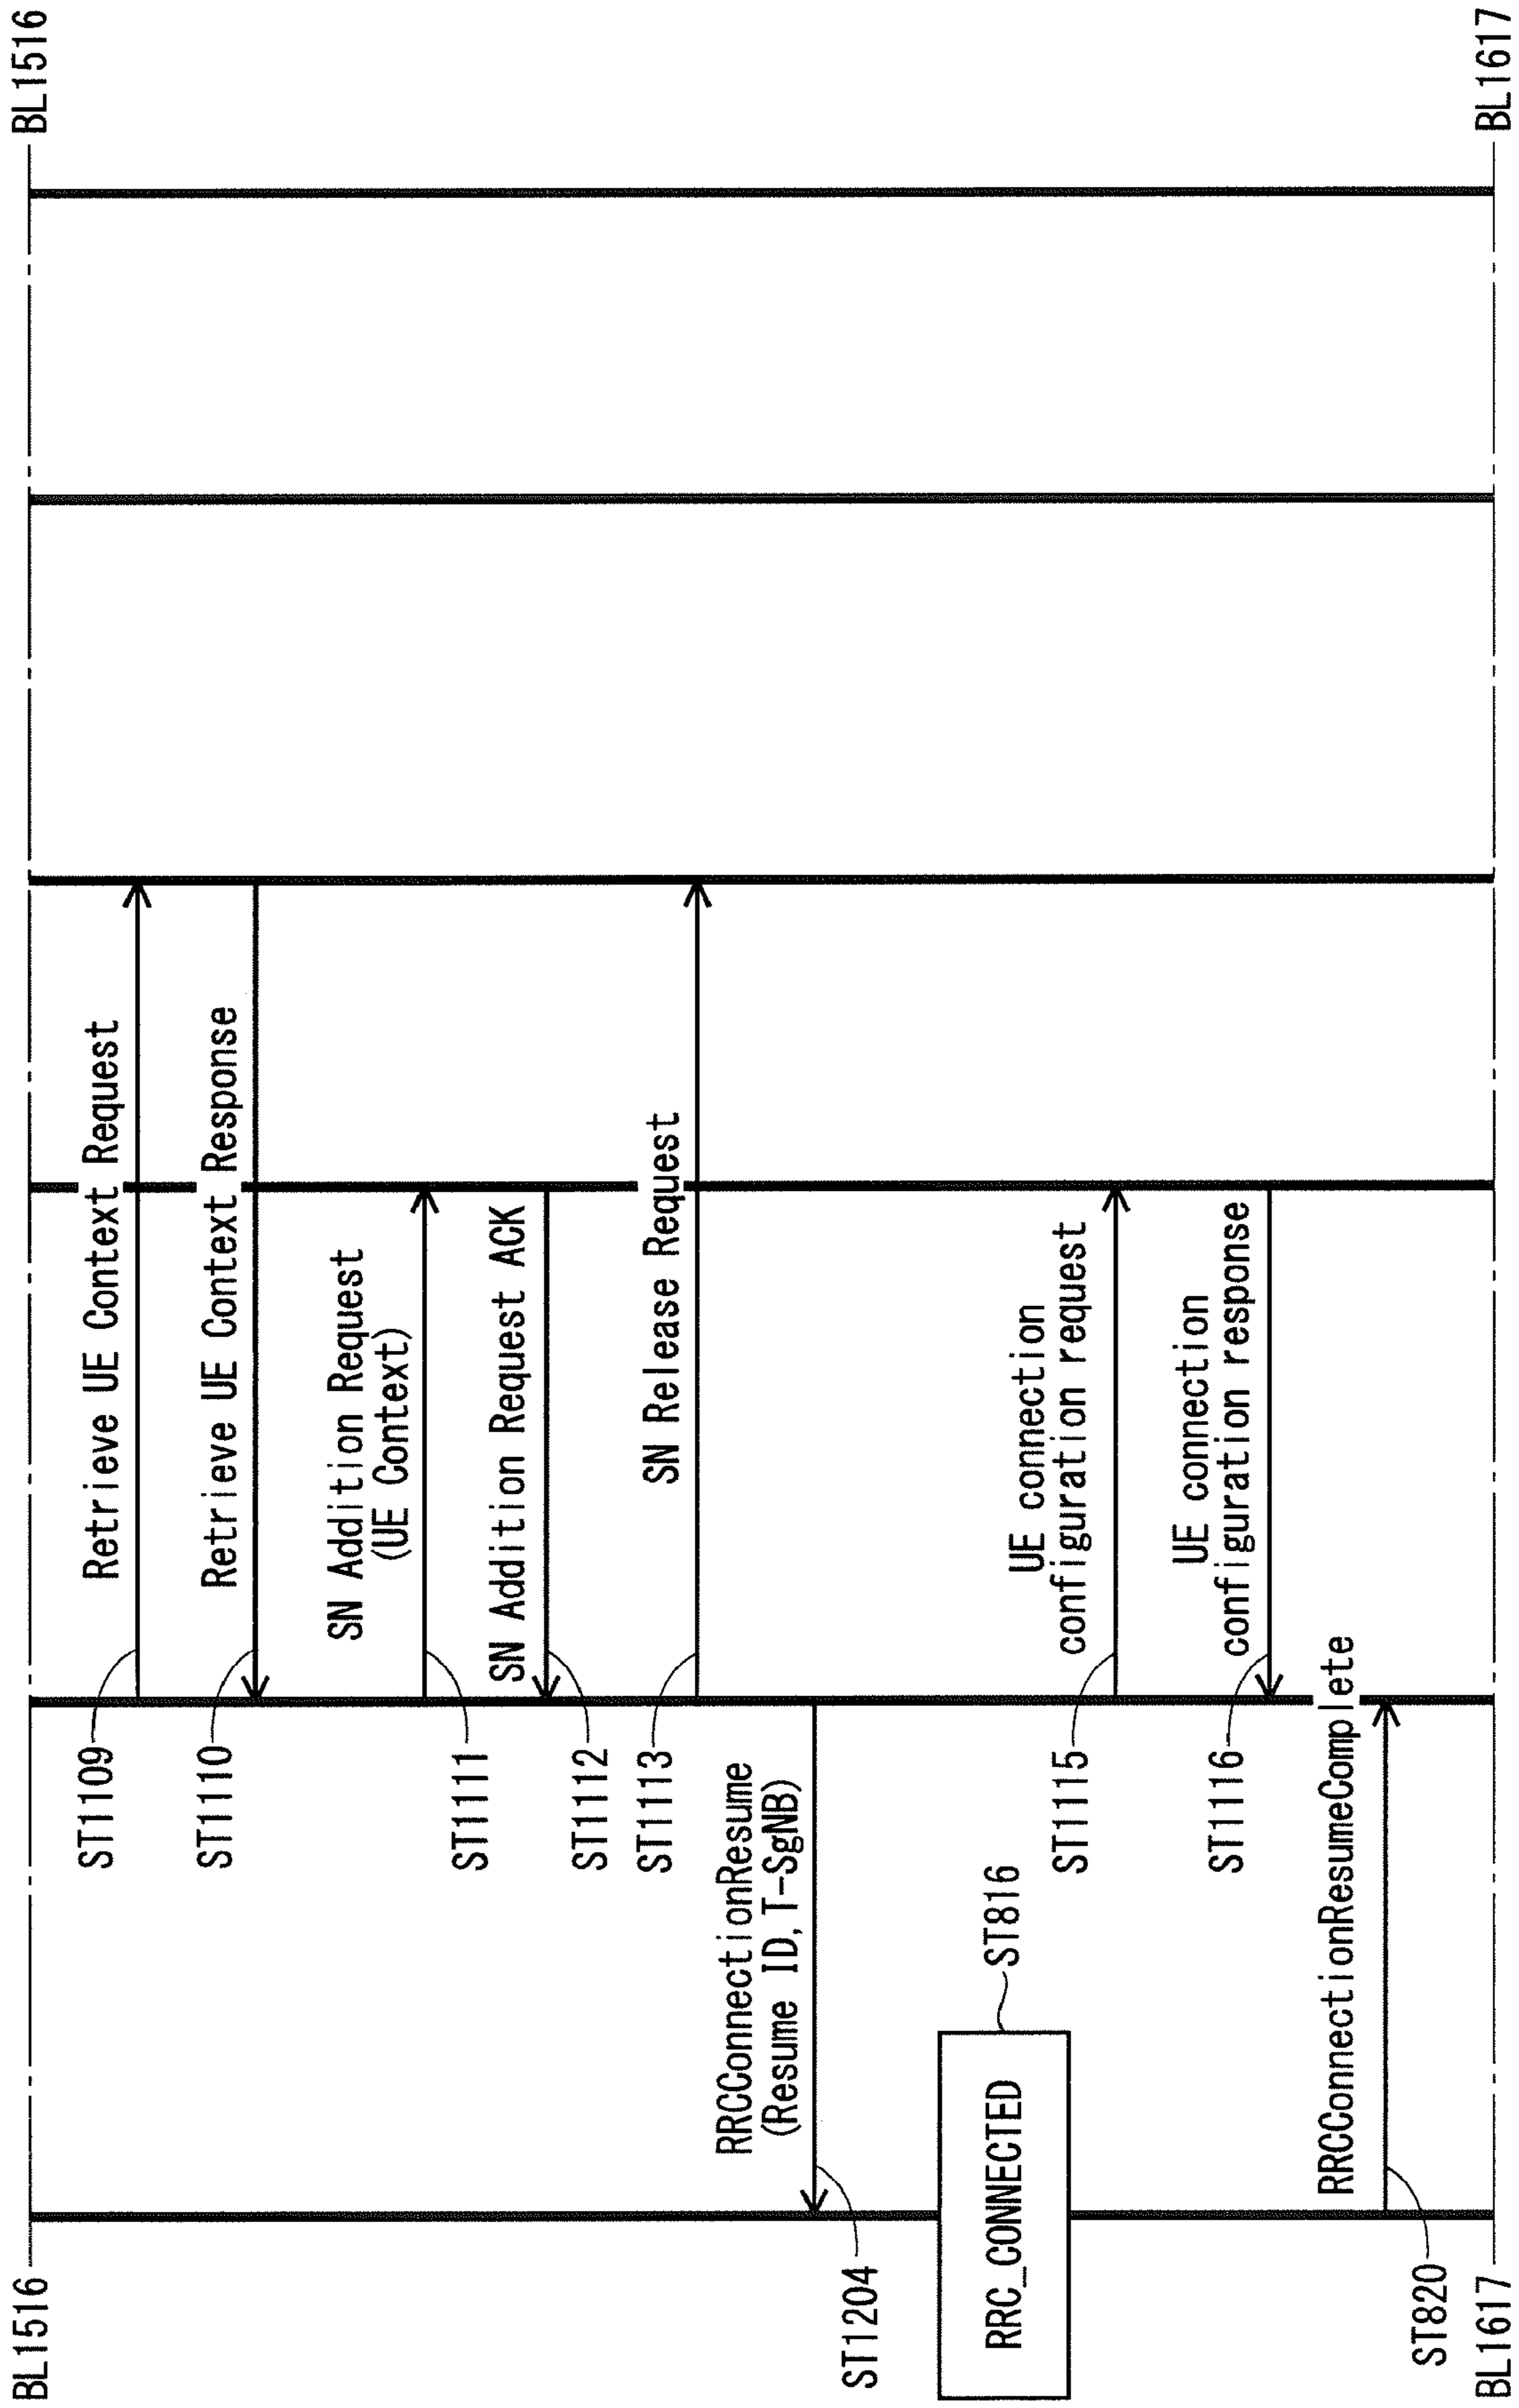 BL1516
BL1516
ST1109
Retrieve UE Context Request
ST1110
Retrieve UE Context Response
ST1111
SN Addition Request
(UE Context)
ST1112
SN Addition Request ACK
ST1113
SN Release Request
ST1204
RRCConnectionResume
(Resume ID, T-SgNB)
RRC_CONNECTED
ST816
ST1115
UE connection
configuration request
ST1116
UE connection
configuration response
ST820
RRCConnectionResumeComplete
BL1617
BL1617